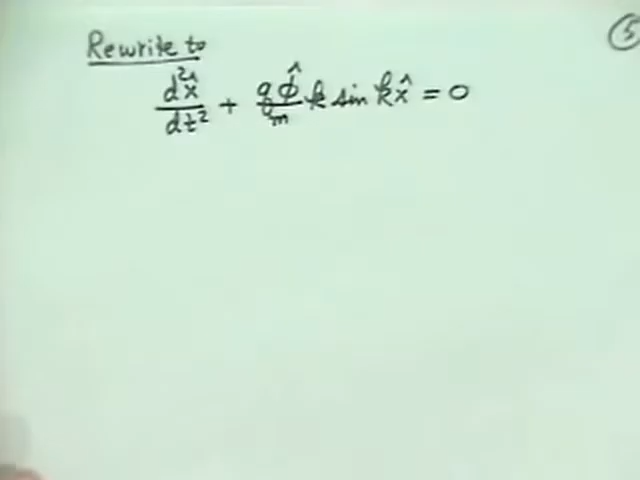 Rewrite to
⑤
d²x̂/dt² + qφ̂/m k sin kx̂ = 0